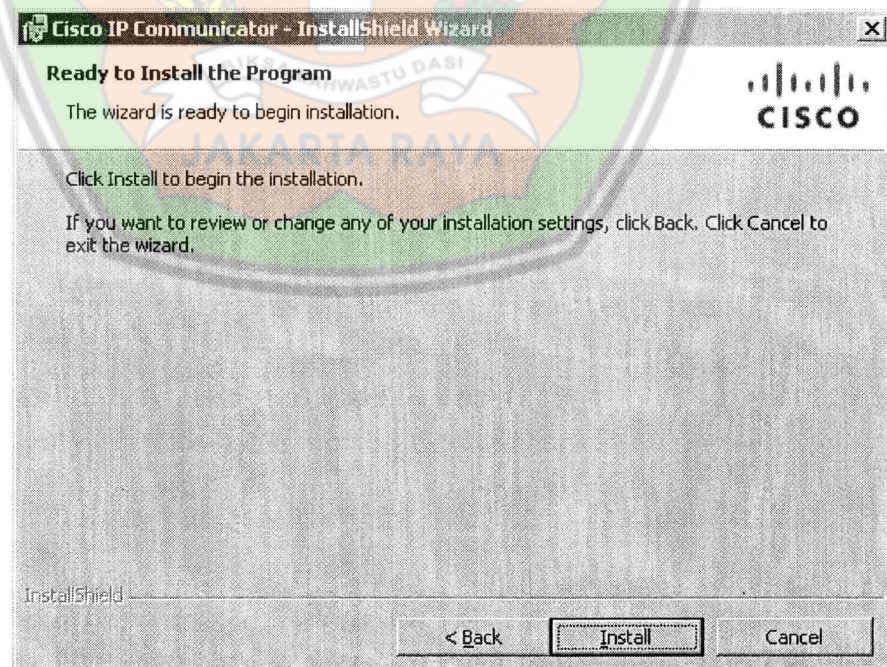 Cisco IP Communicator - InstallShield Wizard
Ready to Install the Program
The wizard is ready to begin installation.
CISCO
JAKARTA RAYA
Click Install to begin the installation.
If you want to review or change any of your installation settings, click Back. Click Cancel to
exit the wizard.
InstallShield
< Back
Install
Cancel